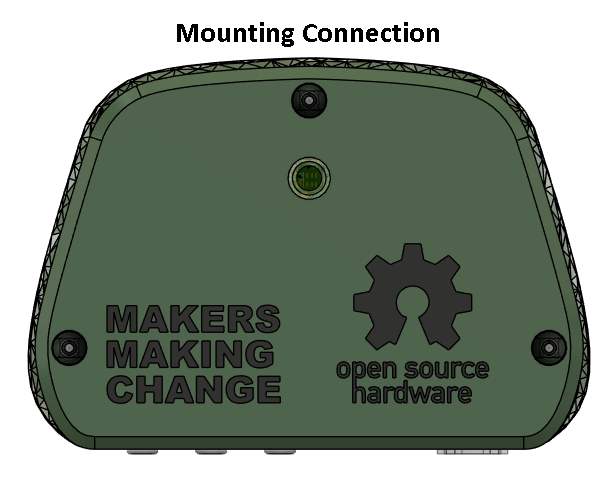 Mounting Connection
MAKERS
MAKING
CHANGE
open source
hardware